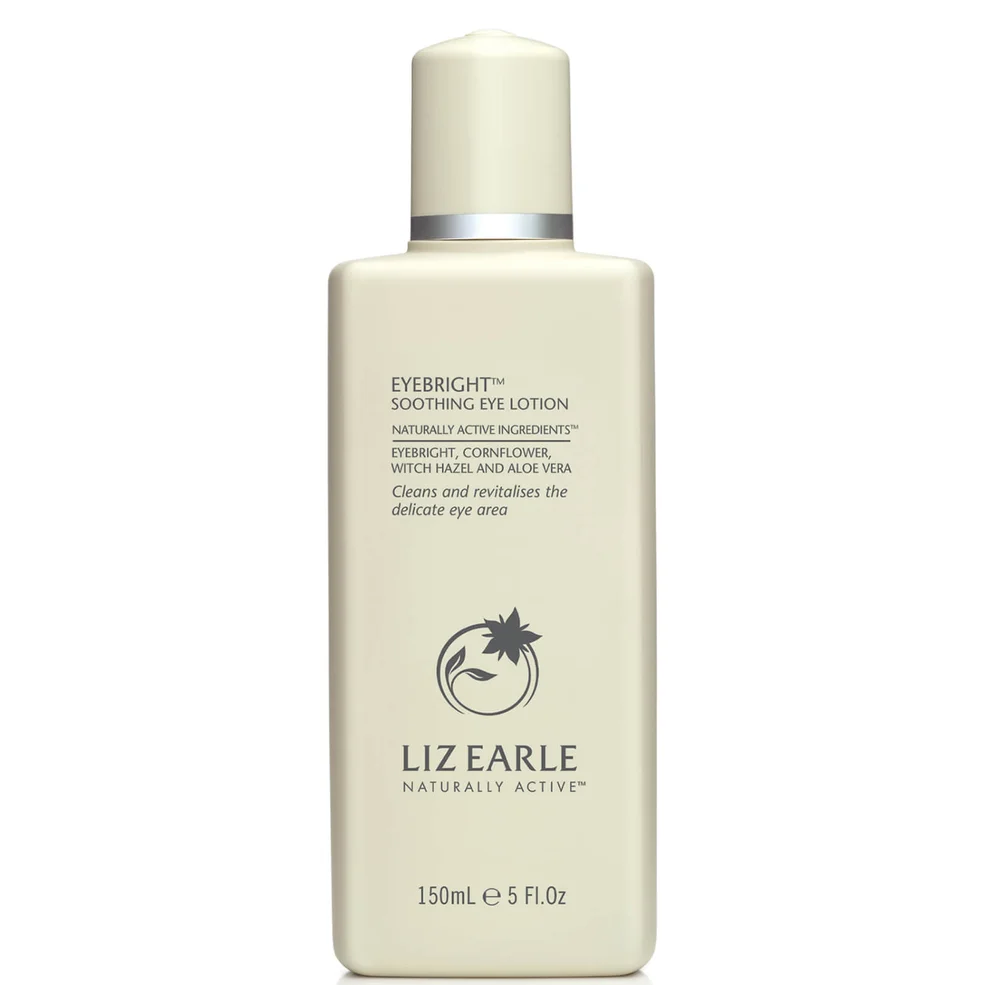 EYEBRIGHT™
SOOTHING EYE LOTION
NATURALLY ACTIVE INGREDIENTS™
EYEBRIGHT, CORNFLOWER,
WITCH HAZEL AND ALOE VERA
Cleans and revitalises the
delicate eye area
LIZ EARLE
NATURALLY ACTIVE™
150mL ℮ 5 Fl.Oz